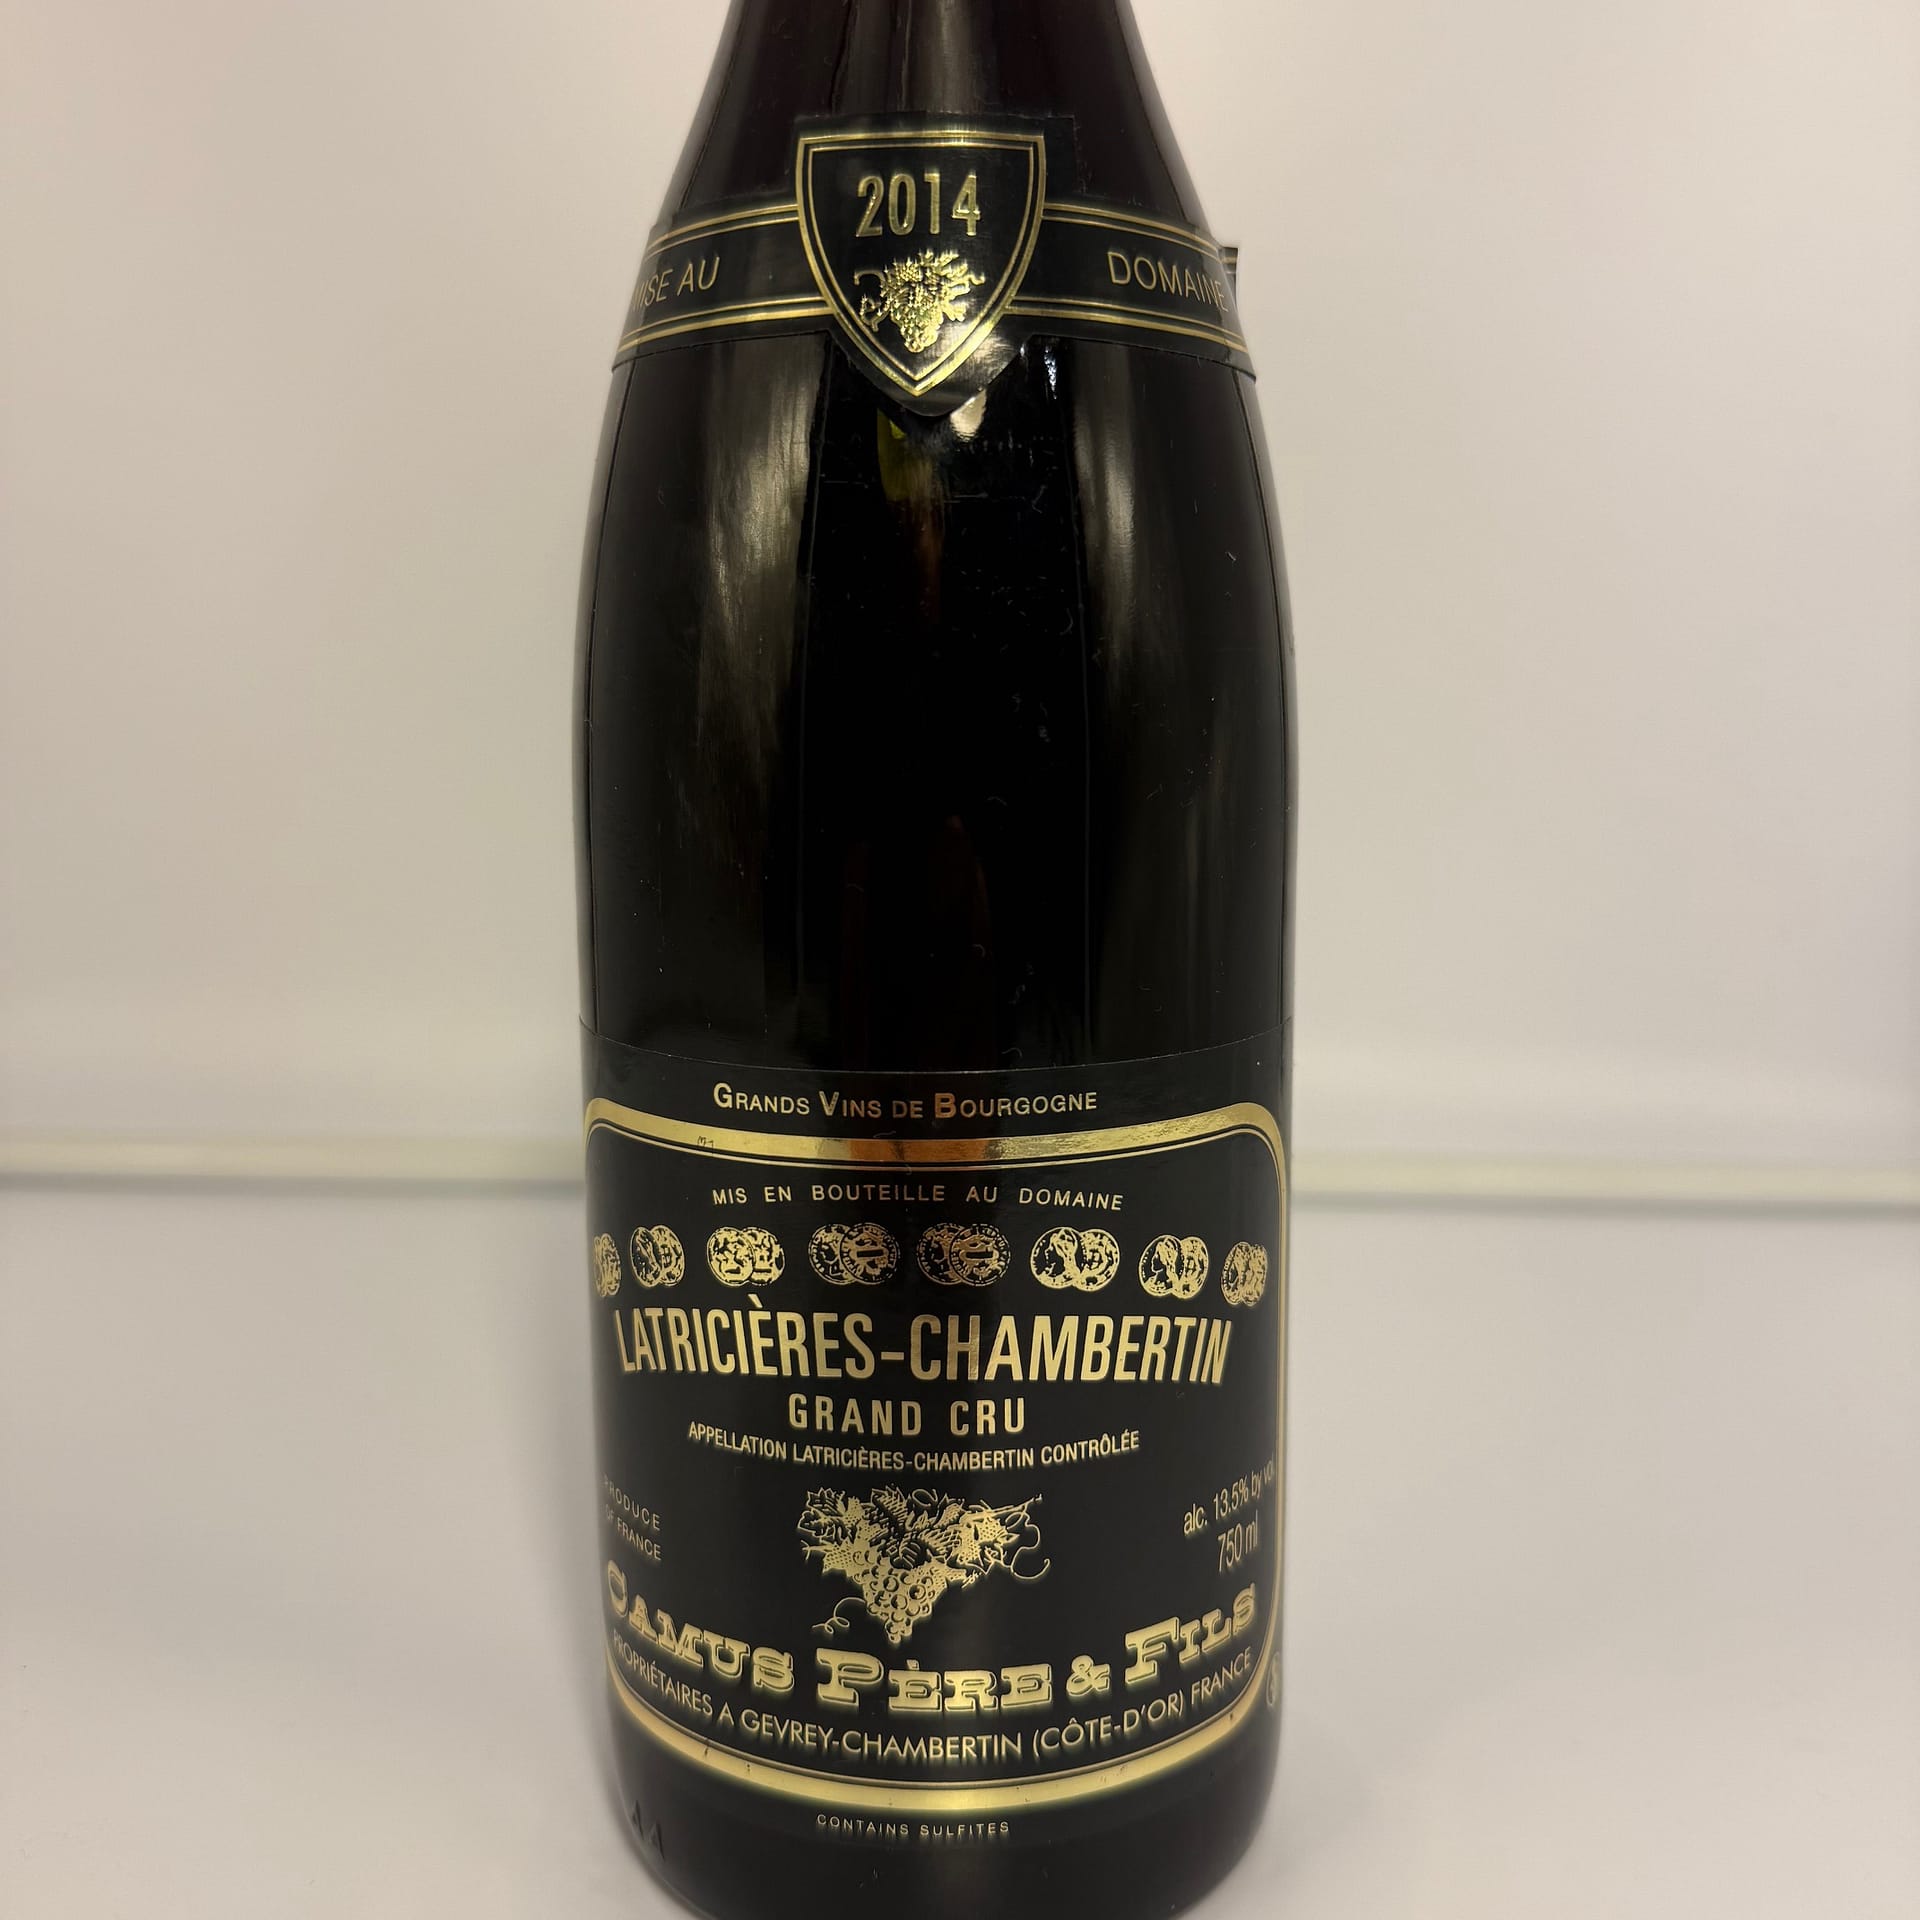 2014
MISE AU DOMAINE
GRANDS VINS DE BOURGOGNE
MIS EN BOUTEILLE AU DOMAINE
LATRICIÈRES-CHAMBERTIN
GRAND CRU
APPELLATION LATRICIÈRES-CHAMBERTIN CONTRÔLÉE
PRODUCE
OF FRANCE
alc. 13.5% by vol.
750 ml
CAMUS PÈRE & FILS
PROPRIÉTAIRES A GEVREY-CHAMBERTIN (CÔTE-D'OR) FRANCE
CONTAINS SULFITES